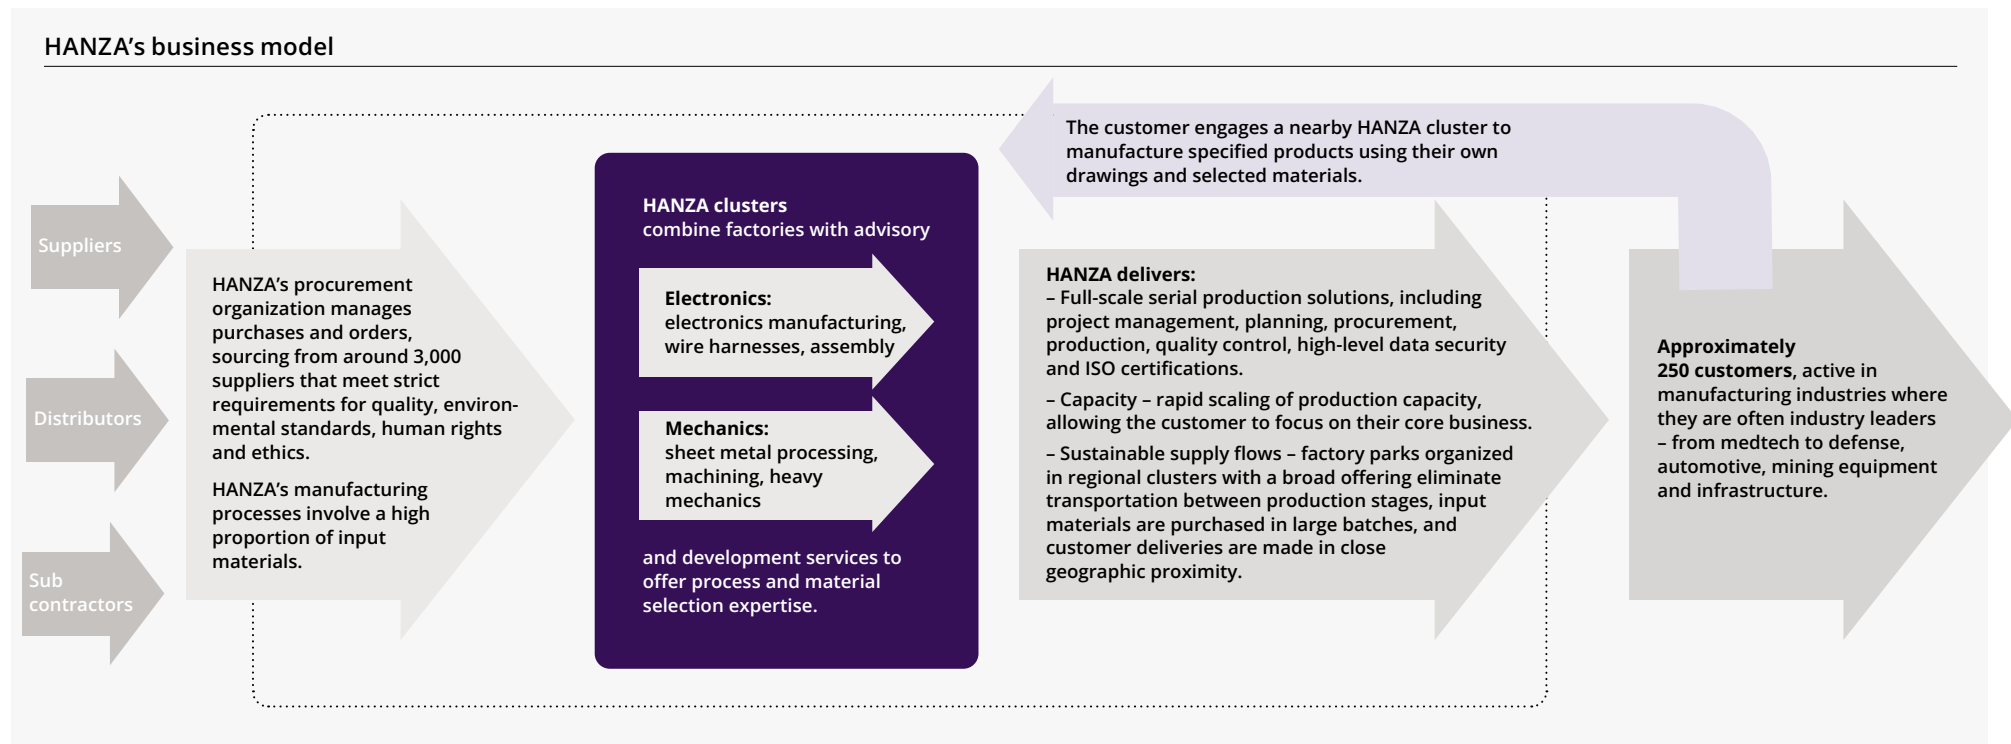 HANZA’s business model
Suppliers
Distributors
Sub
contractors
HANZA’s procurement
organization manages
purchases and orders,
sourcing from around 3,000
suppliers that meet strict
requirements for quality, environ-
mental standards, human rights
and ethics.
HANZA’s manufacturing
processes involve a high
proportion of input
materials.
HANZA clusters
combine factories with advisory
Electronics:
electronics manufacturing,
wire harnesses, assembly
Mechanics:
sheet metal processing,
machining, heavy
mechanics
and development services to
offer process and material
selection expertise.
The customer engages a nearby HANZA cluster to
manufacture specified products using their own
drawings and selected materials.
HANZA delivers:
– Full-scale serial production solutions, including
project management, planning, procurement,
production, quality control, high-level data security
and ISO certifications.
– Capacity – rapid scaling of production capacity,
allowing the customer to focus on their core business.
– Sustainable supply flows – factory parks organized
in regional clusters with a broad offering eliminate
transportation between production stages, input
materials are purchased in large batches, and
customer deliveries are made in close
geographic proximity.
Approximately
250 customers, active in
manufacturing industries where
they are often industry leaders
– from medtech to defense,
automotive, mining equipment
and infrastructure.